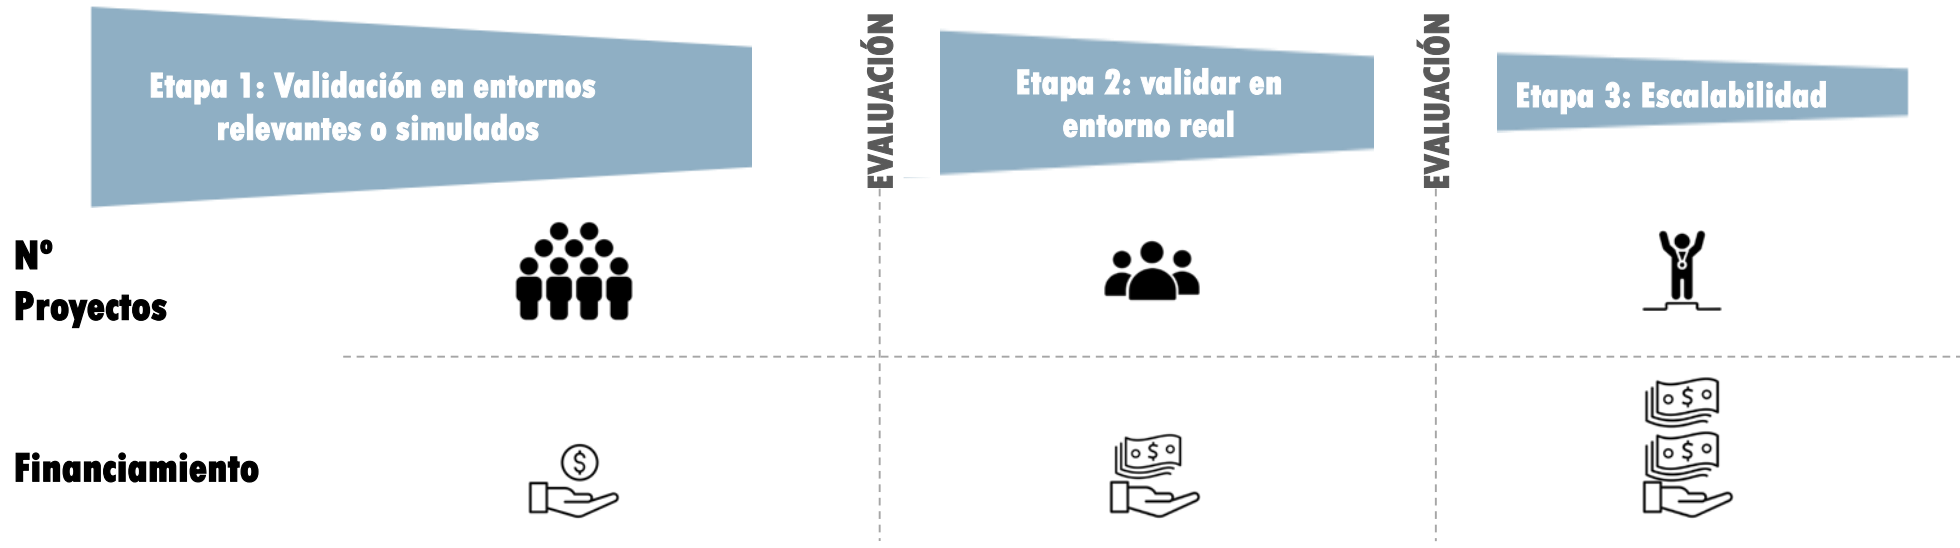 Etapa 1: Validación en entornos
relevantes o simulados
EVALUACIÓN
Etapa 2: validar en
entorno real
EVALUACIÓN
Etapa 3: Escalabilidad
Nº
Proyectos
Financiamiento
$
$
$
$